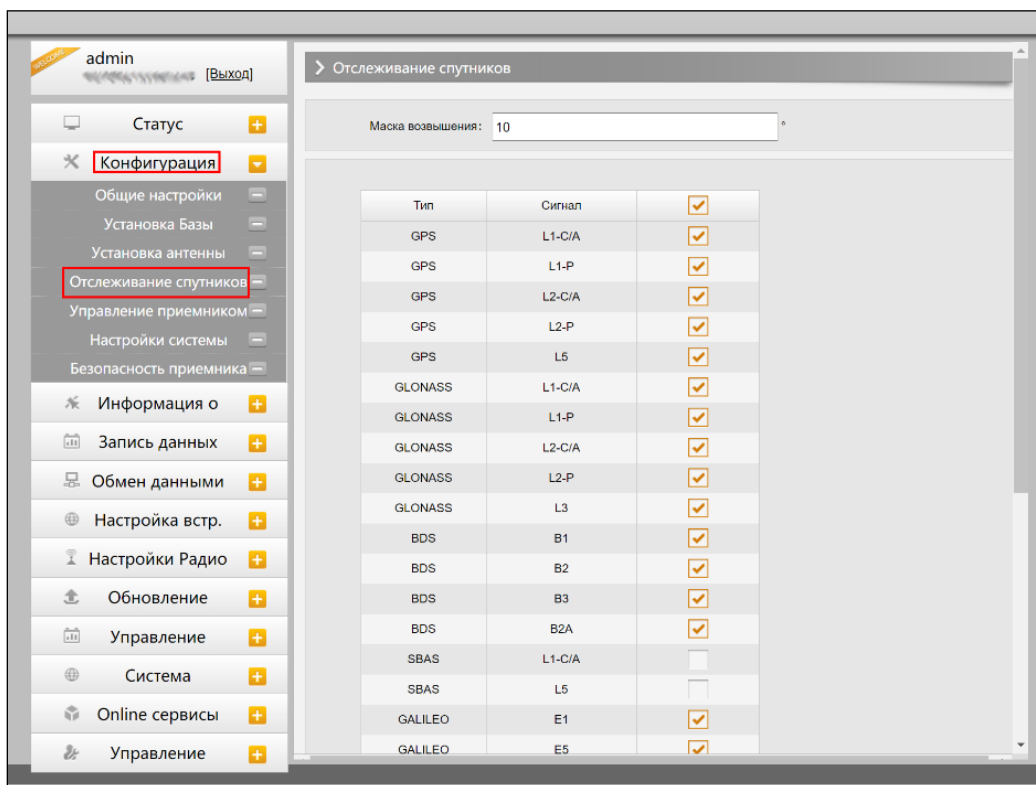 WELCOME
admin
[Выход]
Статус
Конфигурация
Общие настройки
Установка Базы
Установка антенны
Отслеживание спутников
Управление приемником
Настройки системы
Безопасность приемника
Информация о
Запись данных
Обмен данными
Настройка встр.
Настройки Радио
Обновление
Управление
Система
Online сервисы
Управление
Отслеживание спутников
Маска возвышения: 10 °
Тип Сигнал
GPS L1-C/A
GPS L1-P
GPS L2-C/A
GPS L2-P
GPS L5
GLONASS L1-C/A
GLONASS L1-P
GLONASS L2-C/A
GLONASS L2-P
GLONASS L3
BDS B1
BDS B2
BDS B3
BDS B2A
SBAS L1-C/A
SBAS L5
GALILEO E1
GALILEO E5